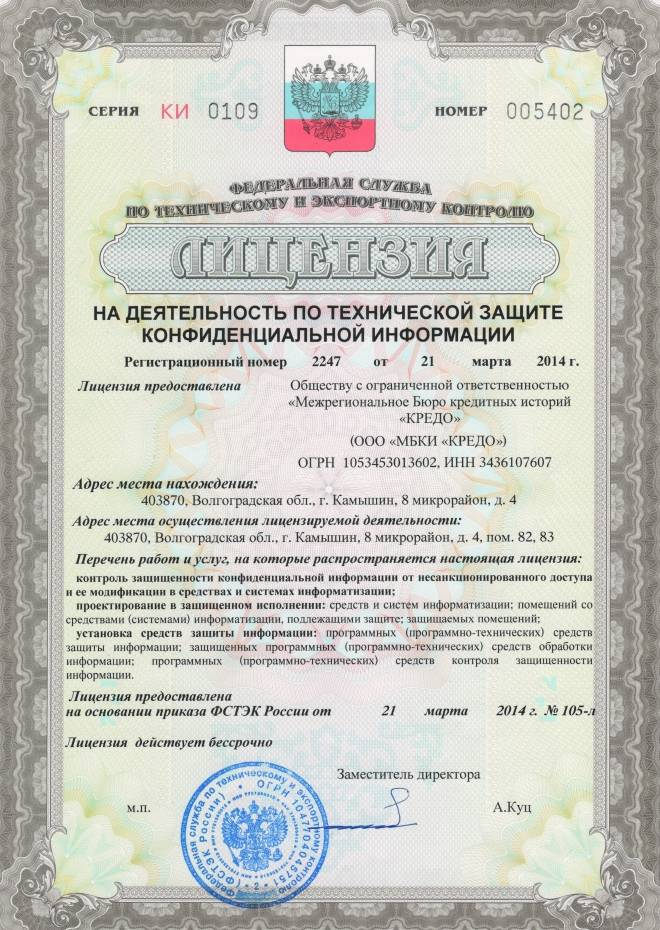 СЕРИЯ КИ 0109 НОМЕР 005402
ФЕДЕРАЛЬНАЯ СЛУЖБА
ПО ТЕХНИЧЕСКОМУ И ЭКСПОРТНОМУ КОНТРОЛЮ
ЛИЦЕНЗИЯ
НА ДЕЯТЕЛЬНОСТЬ ПО ТЕХНИЧЕСКОЙ ЗАЩИТЕ
КОНФИДЕНЦИАЛЬНОЙ ИНФОРМАЦИИ
Регистрационный номер 2247 от 21 марта 2014 г.
Лицензия предоставлена Обществу с ограниченной ответственностью
«Межрегиональное Бюро кредитных историй
«КРЕДО»
(ООО «МБКИ «КРЕДО»)
ОГРН 1053453013602, ИНН 3436107607
Адрес места нахождения:
403870, Волгоградская обл., г. Камышин, 8 микрорайон, д. 4
Адрес места осуществления лицензируемой деятельности:
403870, Волгоградская обл., г. Камышин, 8 микрорайон, д. 4, пом. 82, 83
Перечень работ и услуг, на которые распространяется настоящая лицензия:
контроль защищенности конфиденциальной информации от несанкционированного доступа
и ее модификации в средствах и системах информатизации;
проектирование в защищенном исполнении: средств и систем информатизации; помещений со
средствами (системами) информатизации, подлежащими защите; защищаемых помещений;
установка средств защиты информации: программных (программно-технических) средств
защиты информации; защищенных программных (программно-технических) средств обработки
информации; программных (программно-технических) средств контроля защищенности
информации.
Лицензия предоставлена
на основании приказа ФСТЭК России от 21 марта 2014 г. № 105-л
Лицензия действует бессрочно
Заместитель директора
м.п. А.Куц
Федеральная служба по техническому и экспортному контролю
(ФСТЭК России)